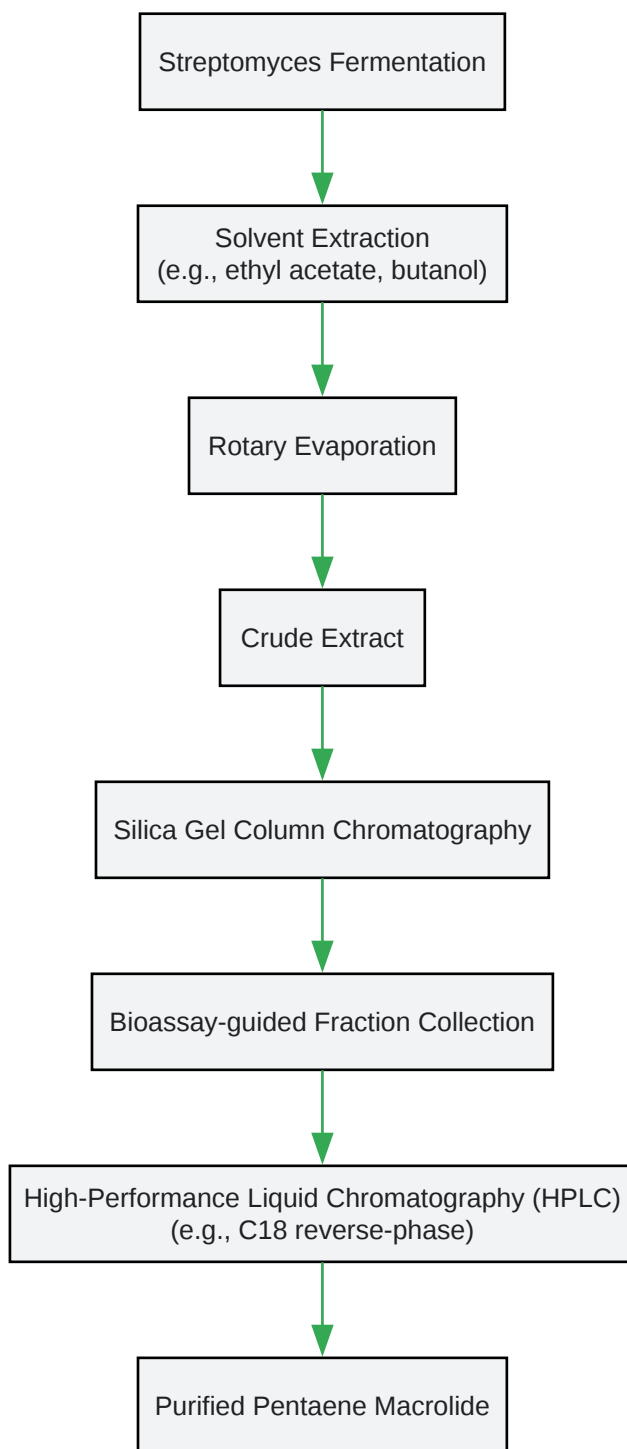 Streptomyces Fermentation
Solvent Extraction
(e.g., ethyl acetate, butanol)
Rotary Evaporation
Crude Extract
Silica Gel Column Chromatography
Bioassay-guided Fraction Collection
High-Performance Liquid Chromatography (HPLC)
(e.g., C18 reverse-phase)
Purified Pentaene Macrolide